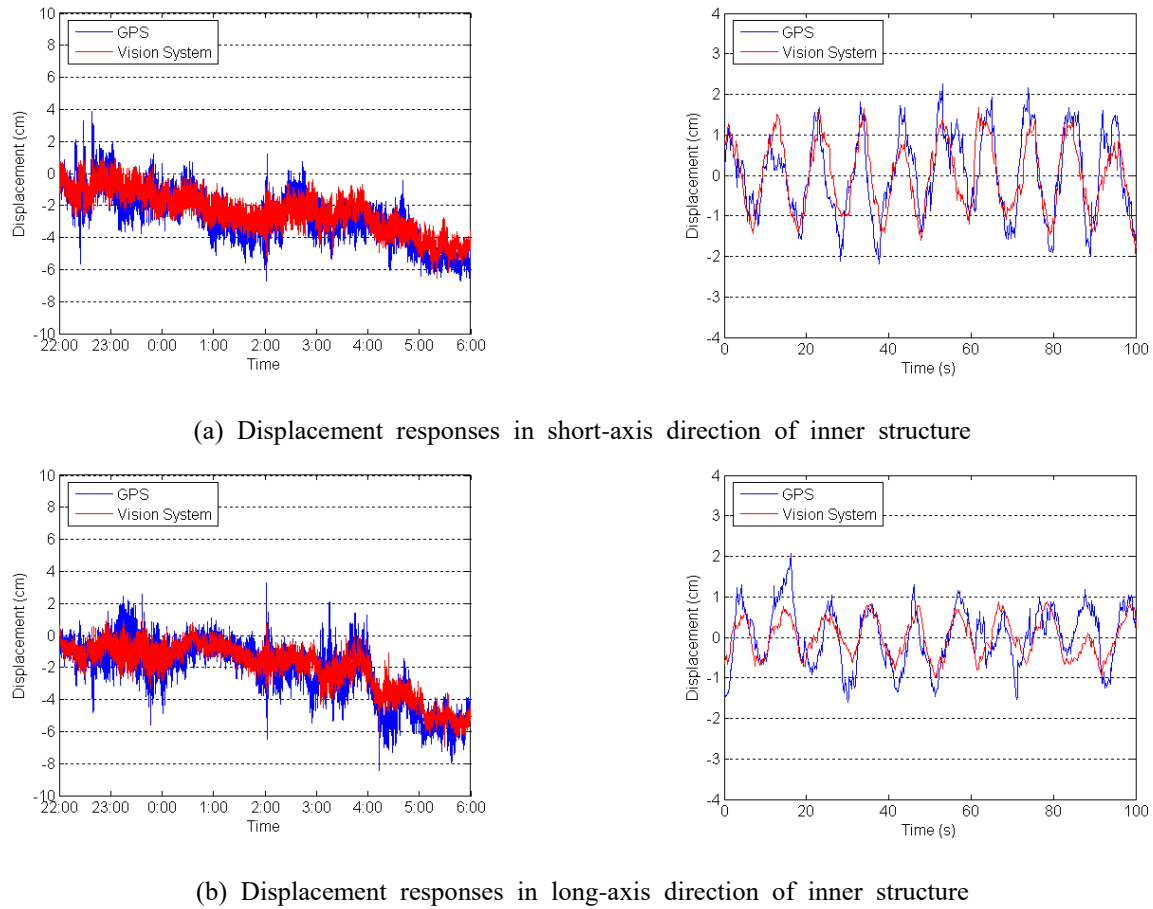 10
8
6
4
2
0
-2
-4
-6
-8
-10
Displacement (cm)
GPS
Vision System
22:00 23:00 0:00 1:00 2:00 3:00 4:00 5:00 6:00
Time
4
3
2
1
0
-1
-2
-3
-4
Displacement (cm)
GPS
Vision System
0 20 40 60 80 100
Time (s)
(a) Displacement responses in short-axis direction of inner structure
10
8
6
4
2
0
-2
-4
-6
-8
-10
Displacement (cm)
GPS
Vision System
22:00 23:00 0:00 1:00 2:00 3:00 4:00 5:00 6:00
Time
4
3
2
1
0
-1
-2
-3
-4
Displacement (cm)
GPS
Vision System
0 20 40 60 80 100
Time (s)
(b) Displacement responses in long-axis direction of inner structure